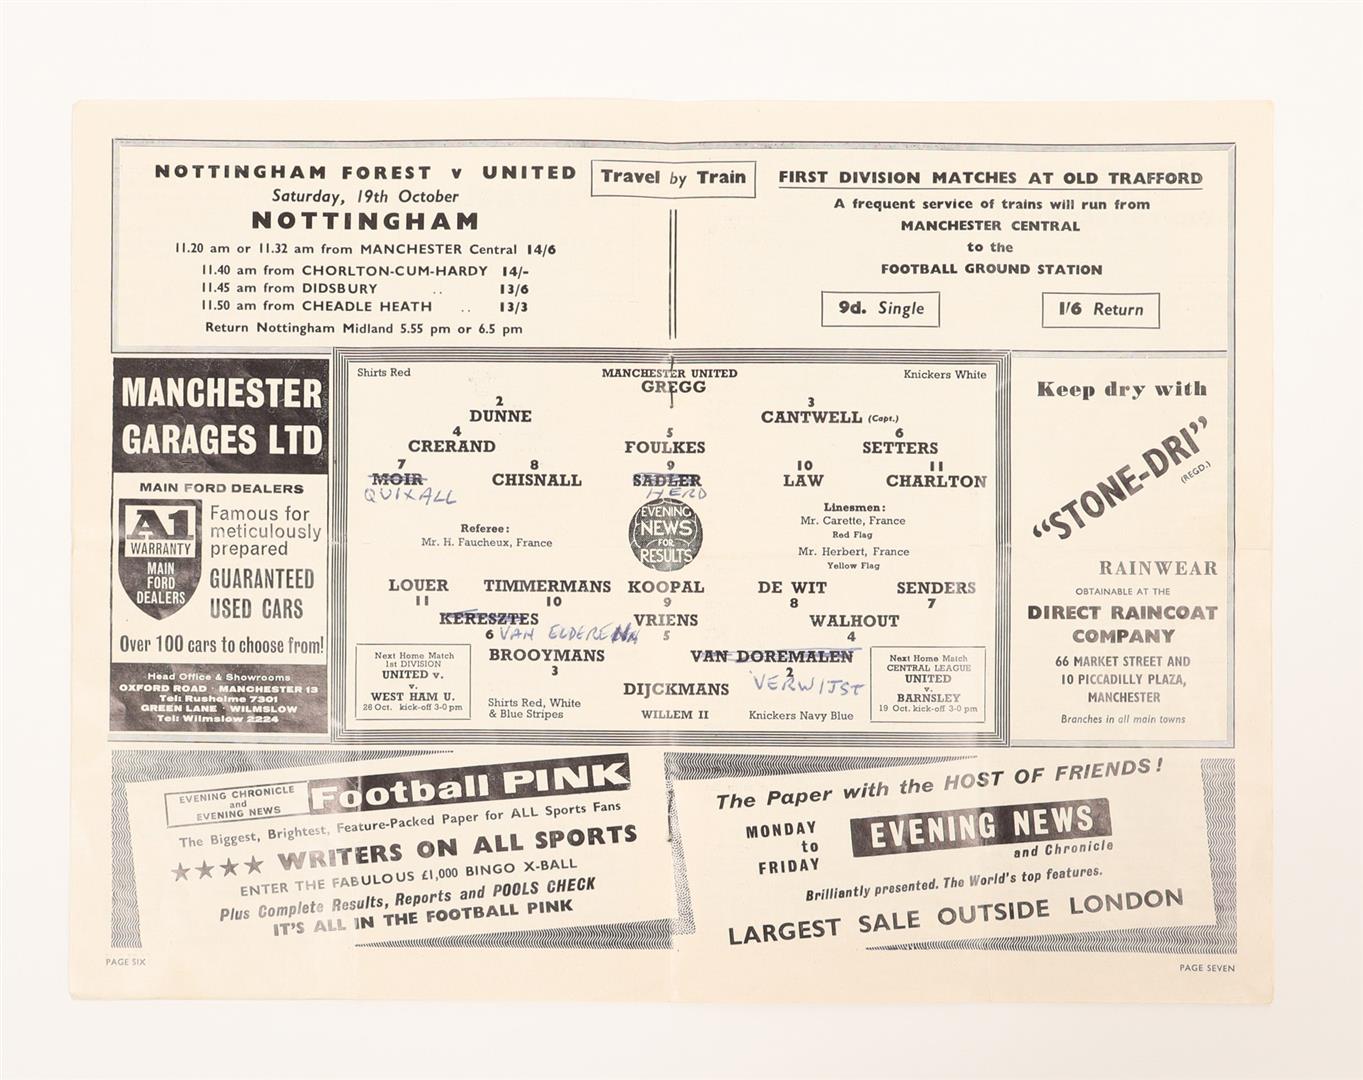 NOTTINGHAM FOREST v UNITED
Saturday, 19th October
NOTTINGHAM
11.20 am or 11.32 am from MANCHESTER Central 14/6
11.40 am from CHORLTON-CUM-HARDY 14/-
11.45 am from DIDSBURY .. 13/6
11.50 am from CHEADLE HEATH .. 13/3
Return Nottingham Midland 5.55 pm or 6.5 pm
Travel by Train
FIRST DIVISION MATCHES AT OLD TRAFFORD
A frequent service of trains will run from
MANCHESTER CENTRAL
to the
FOOTBALL GROUND STATION
9d. Single
1/6 Return
MANCHESTER
GARAGES LTD
MAIN FORD DEALERS
A1
WARRANTY
MAIN
FORD
DEALERS
Famous for
meticulously
prepared
GUARANTEED
USED CARS
Over 100 cars to choose from!
Head Office & Showrooms
OXFORD ROAD · MANCHESTER 13
Tel: Rusholme 7301
GREEN LANE · WILMSLOW
Tel: Wilmslow 2224
Shirts Red
MANCHESTER UNITED
Knickers White
GREGG
2 3
DUNNE CANTWELL (Capt.)
4 5 6
CRERAND FOULKES SETTERS
7 8 9 10 11
MOIR CHISNALL SADLER LAW CHARLTON
QUIXALL HERD
EVENING
NEWS
FOR
RESULTS
Referee:
Mr. H. Faucheux, France
Linesmen:
Mr. Carette, France
Red Flag
Mr. Herbert, France
Yellow Flag
LOUER TIMMERMANS KOOPAL DE WIT SENDERS
11 10 9 8 7
KERESZTES VRIENS WALHOUT
6 VAN ELDEREN 5 4
BROOYMANS VAN DOREMALEN
3 2 VERWIJST
DIJCKMANS
Shirts Red, White
& Blue Stripes
WILLEM II
Knickers Navy Blue
Next Home Match
1st DIVISION
UNITED v.
v.
WEST HAM U.
26 Oct. kick-off 3-0 pm
Next Home Match
CENTRAL LEAGUE
UNITED
v.
BARNSLEY
19 Oct. kick-off 3-0 pm
Keep dry with
"STONE-DRI"
(REGD.)
RAINWEAR
OBTAINABLE AT THE
DIRECT RAINCOAT
COMPANY
66 MARKET STREET AND
10 PICCADILLY PLAZA,
MANCHESTER
Branches in all main towns
EVENING CHRONICLE
and
EVENING NEWS
Football PINK
The Biggest, Brightest, Feature-Packed Paper for ALL Sports Fans
★★★★ WRITERS ON ALL SPORTS
ENTER THE FABULOUS £1,000 BINGO X-BALL
Plus Complete Results, Reports and POOLS CHECK
IT'S ALL IN THE FOOTBALL PINK
The Paper with the HOST OF FRIENDS!
MONDAY
to
FRIDAY
EVENING NEWS
and Chronicle
Brilliantly presented. The World's top features.
LARGEST SALE OUTSIDE LONDON
PAGE SIX
PAGE SEVEN